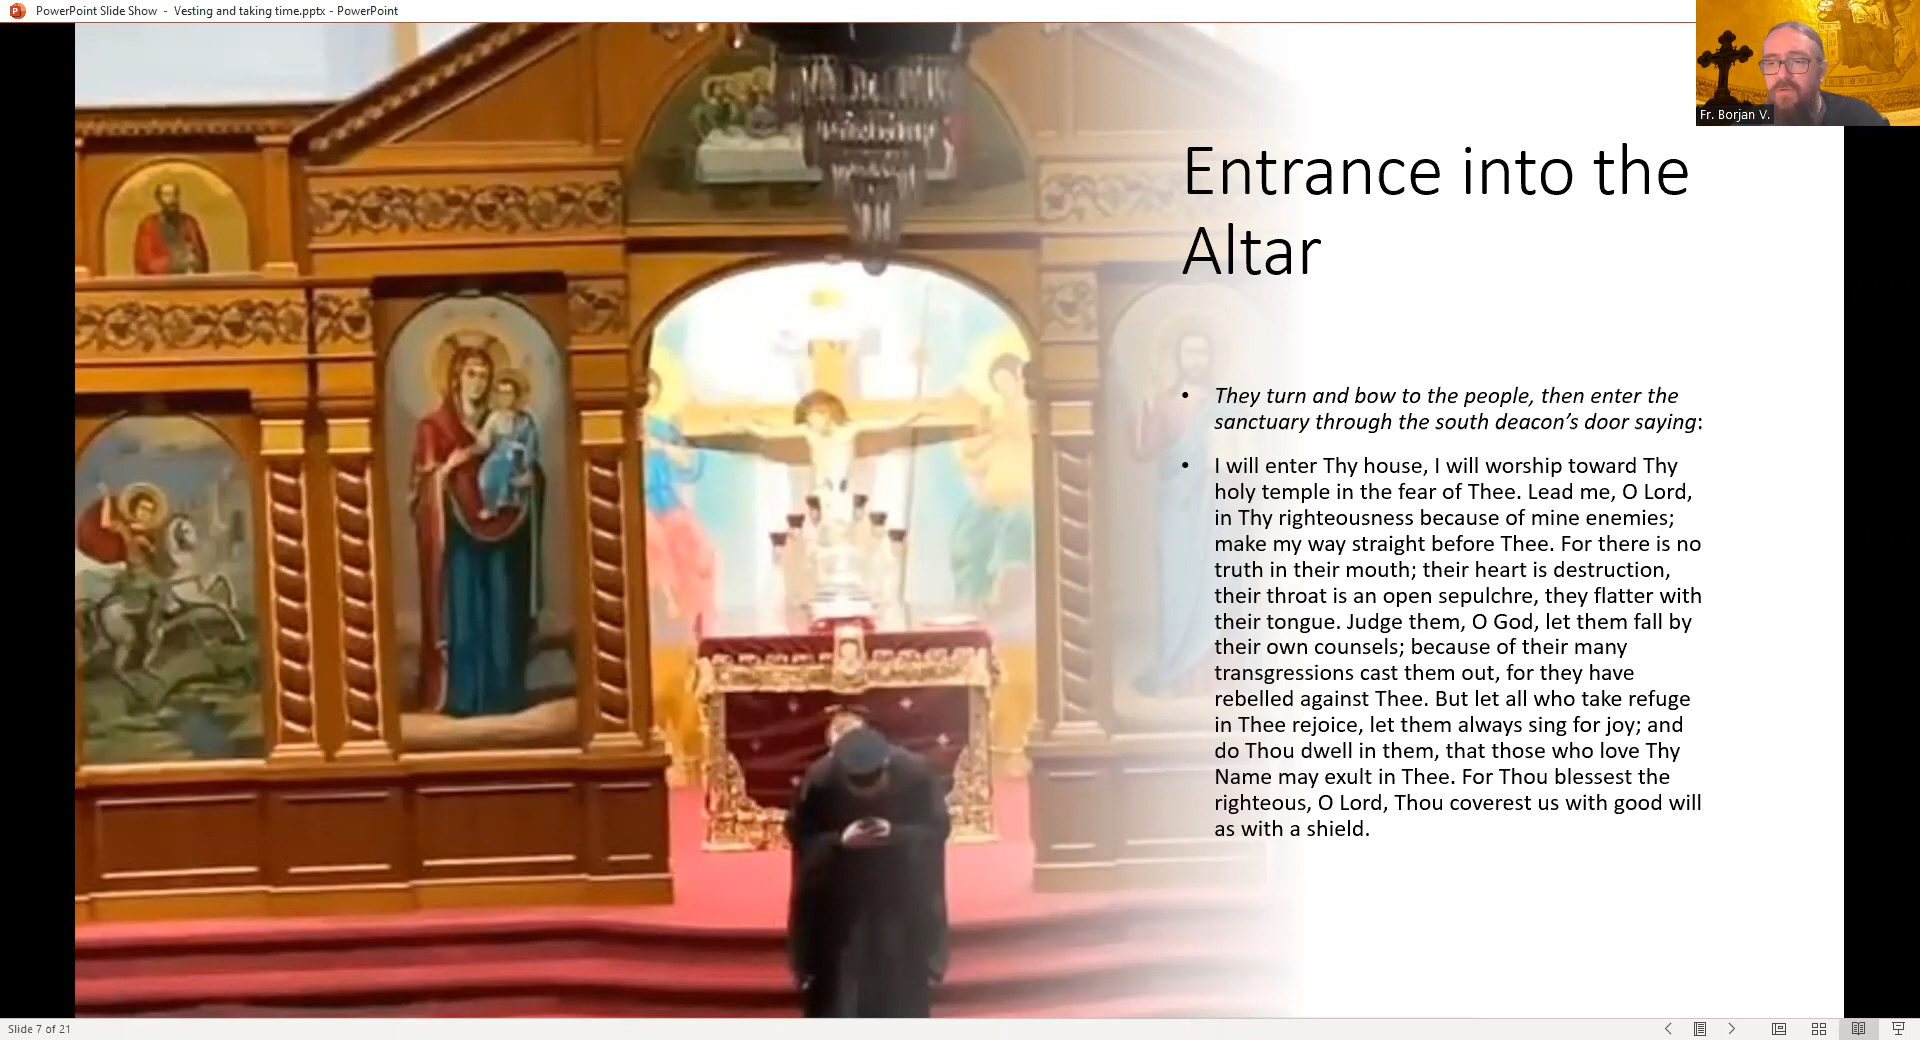 PowerPoint Slide Show - Vesting and taking time.pptx - PowerPoint
Fr. Borjan V.
Entrance into the
Altar
• They turn and bow to the people, then enter the
sanctuary through the south deacon’s door saying:
• I will enter Thy house, I will worship toward Thy
holy temple in the fear of Thee. Lead me, O Lord,
in Thy righteousness because of mine enemies;
make my way straight before Thee. For there is no
truth in their mouth; their heart is destruction,
their throat is an open sepulchre, they flatter with
their tongue. Judge them, O God, let them fall by
their own counsels; because of their many
transgressions cast them out, for they have
rebelled against Thee. But let all who take refuge
in Thee rejoice, let them always sing for joy; and
do Thou dwell in them, that those who love Thy
Name may exult in Thee. For Thou blessest the
righteous, O Lord, Thou coverest us with good will
as with a shield.
Slide 7 of 21